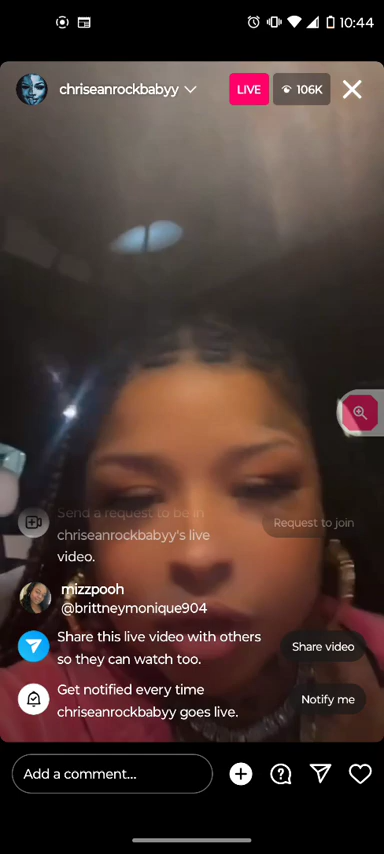 10:44
chriseanrockbabyy
LIVE
106K
Send a request to be in
chriseanrockbabyy's live
video.
Request to join
mizzpooh
@brittneymonique904
Share this live video with others
so they can watch too.
Share video
Get notified every time
chriseanrockbabyy goes live.
Notify me
Add a comment...